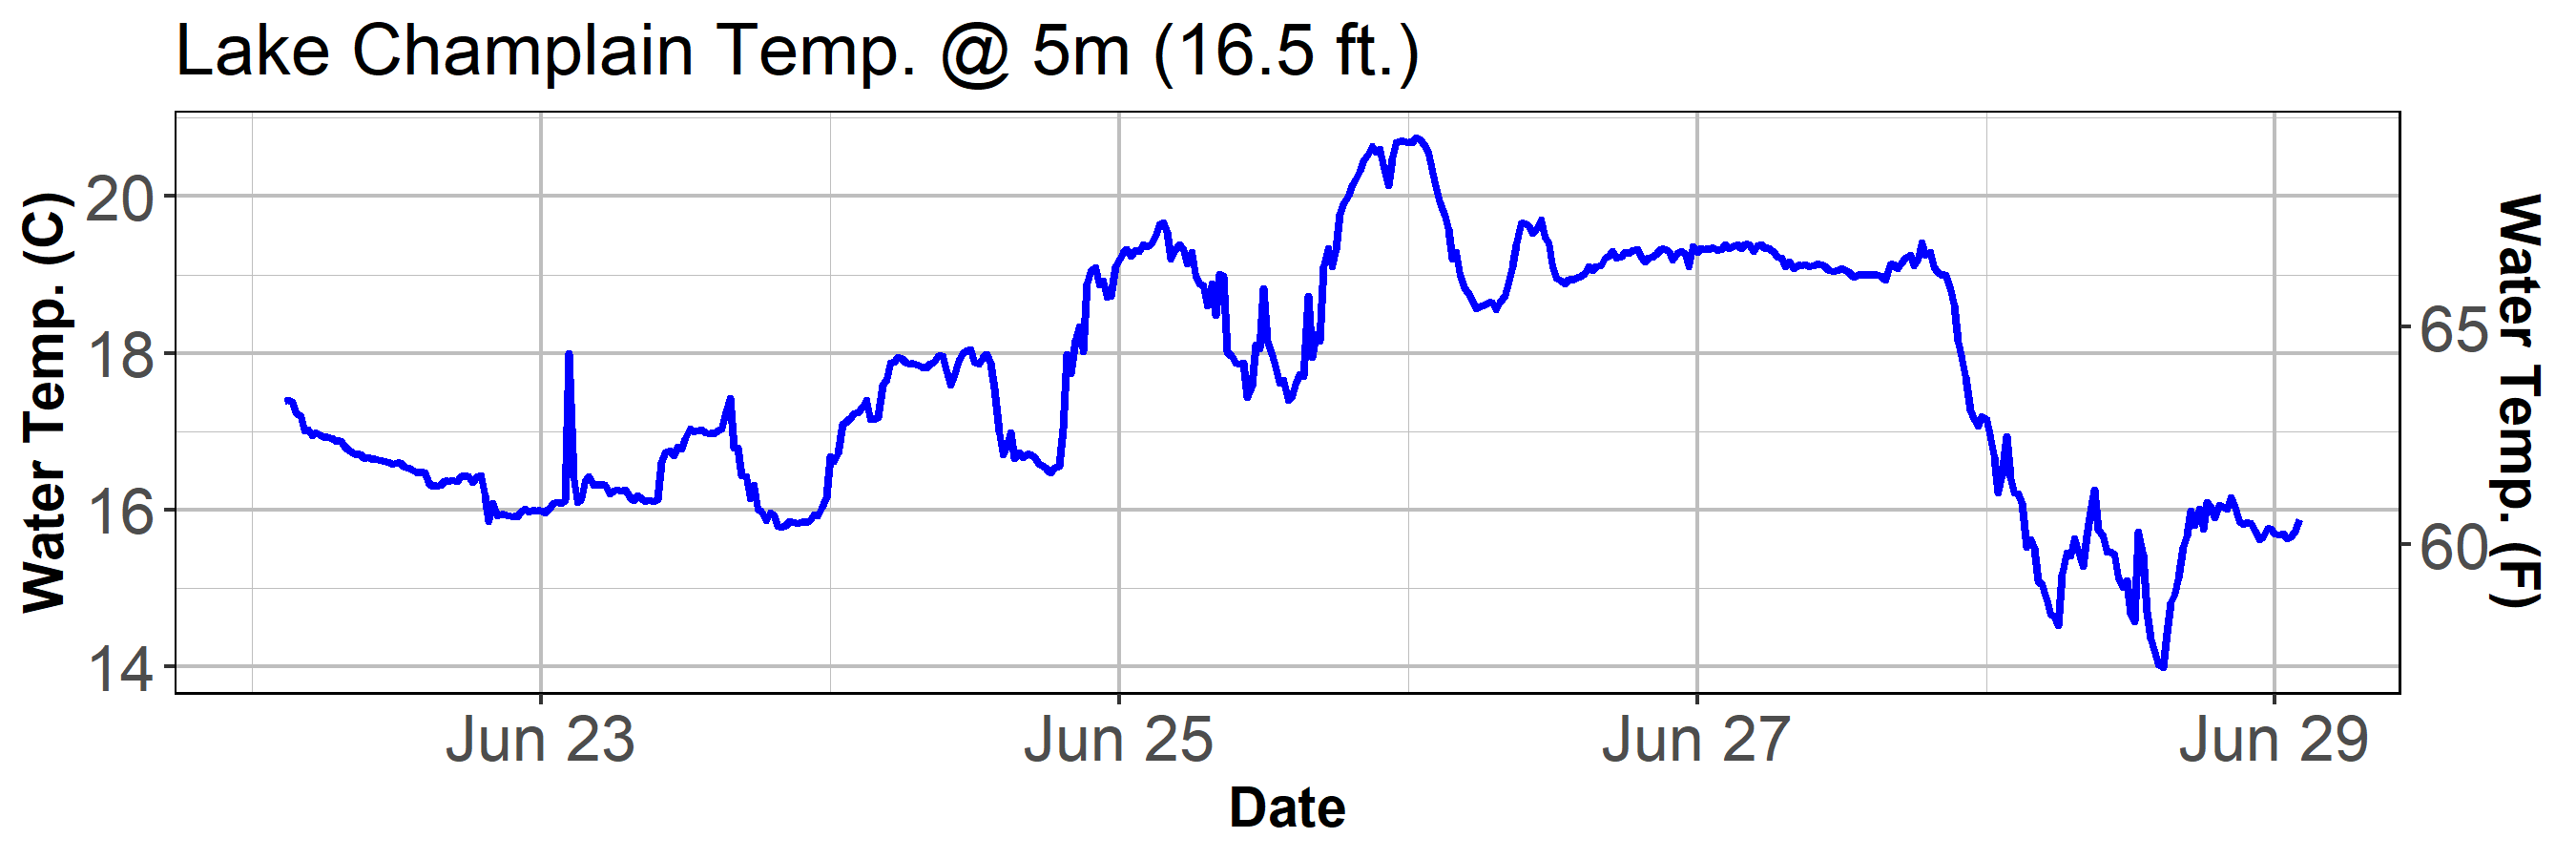 Lake Champlain Temp. @ 5m (16.5 ft.)
Water Temp. (C)
20
18
16
14
65
60
Water Temp. (F)
Jun 23
Jun 25
Jun 27
Jun 29
Date